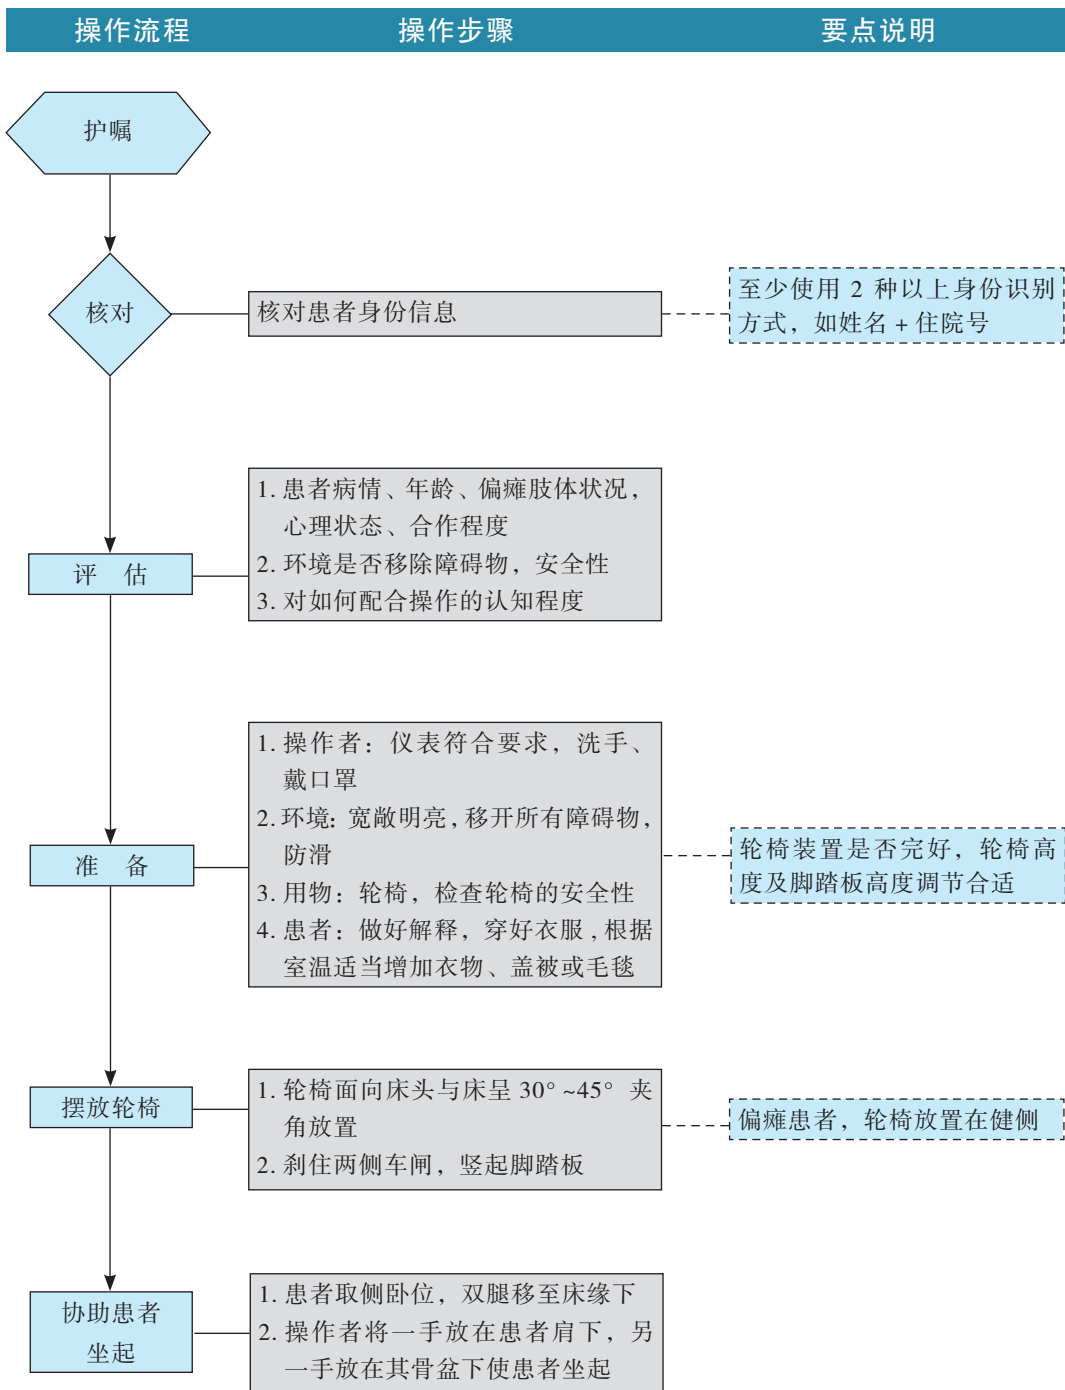 操作流程 操作步骤 要点说明
护嘱
核对
核对患者身份信息
至少使用 2 种以上身份识别
方式，如姓名 + 住院号
评 估
1. 患者病情、年龄、偏瘫肢体状况，
心理状态、合作程度
2. 环境是否移除障碍物，安全性
3. 对如何配合操作的认知程度
准 备
1. 操作者：仪表符合要求，洗手、
戴口罩
2. 环境：宽敞明亮，移开所有障碍物，
防滑
3. 用物：轮椅，检查轮椅的安全性
4. 患者：做好解释，穿好衣服，根据
室温适当增加衣物、盖被或毛毯
轮椅装置是否完好，轮椅高
度及脚踏板高度调节合适
摆放轮椅
1. 轮椅面向床头与床呈 30° ~45° 夹
角放置
2. 刹住两侧车闸，竖起脚踏板
偏瘫患者，轮椅放置在健侧
协助患者
坐起
1. 患者取侧卧位，双腿移至床缘下
2. 操作者将一手放在患者肩下，另
一手放在其骨盆下使患者坐起